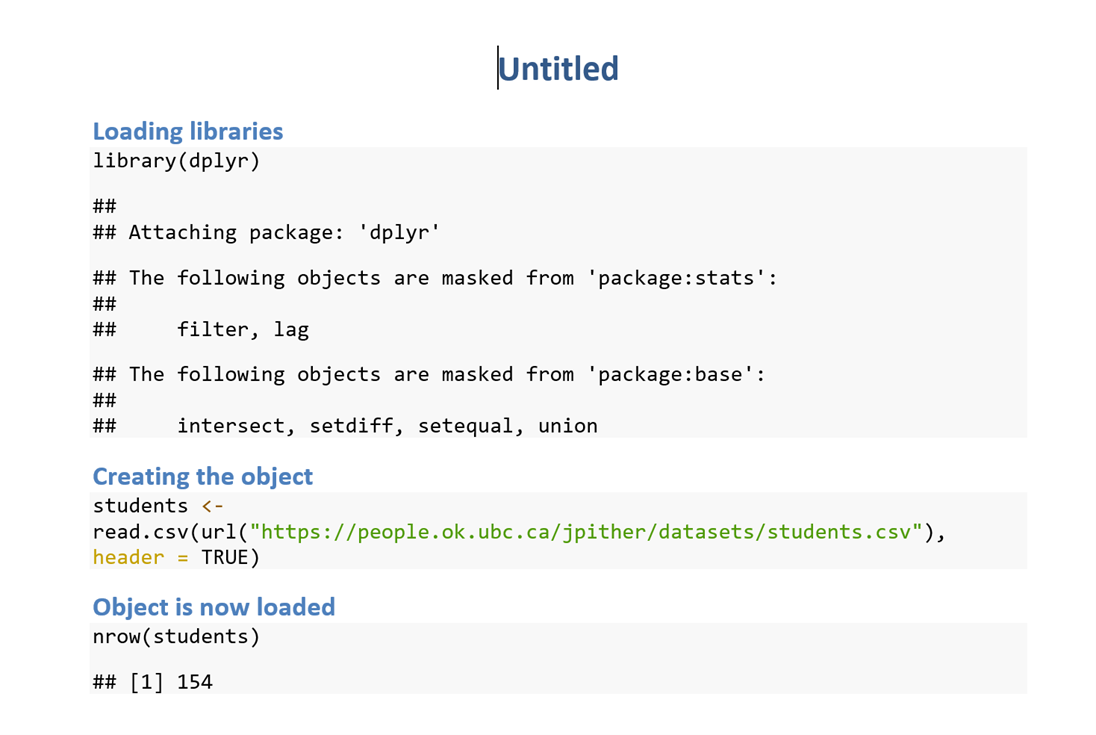 Untitled
Loading libraries
library(dplyr)
##
## Attaching package: 'dplyr'
## The following objects are masked from 'package:stats':
##
##     filter, lag
## The following objects are masked from 'package:base':
##
##     intersect, setdiff, setequal, union
Creating the object
students <-
read.csv(url("https://people.ok.ubc.ca/jpither/datasets/students.csv"),
header = TRUE)
Object is now loaded
nrow(students)
## [1] 154